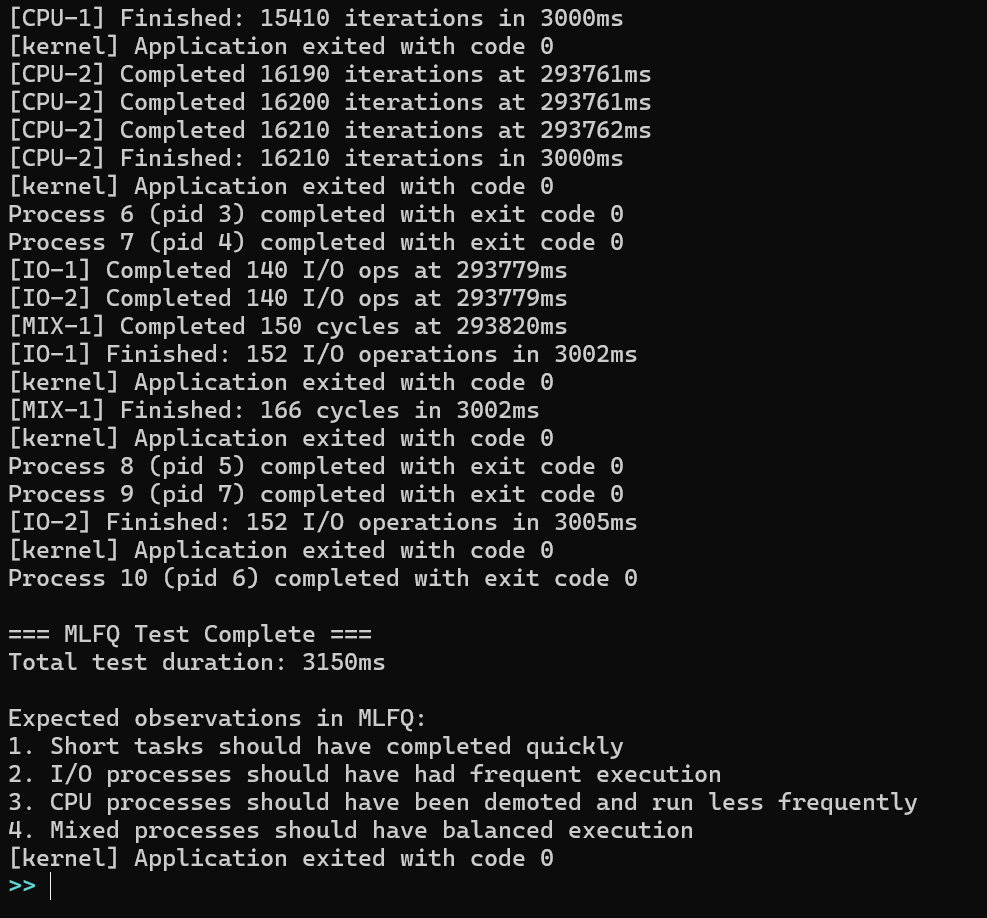 [CPU-1] Finished: 15410 iterations in 3000ms
[kernel] Application exited with code 0
[CPU-2] Completed 16190 iterations at 293761ms
[CPU-2] Completed 16200 iterations at 293761ms
[CPU-2] Completed 16210 iterations at 293762ms
[CPU-2] Finished: 16210 iterations in 3000ms
[kernel] Application exited with code 0
Process 6 (pid 3) completed with exit code 0
Process 7 (pid 4) completed with exit code 0
[IO-1] Completed 140 I/O ops at 293779ms
[IO-2] Completed 140 I/O ops at 293779ms
[MIX-1] Completed 150 cycles at 293820ms
[IO-1] Finished: 152 I/O operations in 3002ms
[kernel] Application exited with code 0
[MIX-1] Finished: 166 cycles in 3002ms
[kernel] Application exited with code 0
Process 8 (pid 5) completed with exit code 0
Process 9 (pid 7) completed with exit code 0
[IO-2] Finished: 152 I/O operations in 3005ms
[kernel] Application exited with code 0
Process 10 (pid 6) completed with exit code 0
=== MLFQ Test Complete ===
Total test duration: 3150ms
Expected observations in MLFQ:
1. Short tasks should have completed quickly
2. I/O processes should have had frequent execution
3. CPU processes should have been demoted and run less frequently
4. Mixed processes should have balanced execution
[kernel] Application exited with code 0
>>